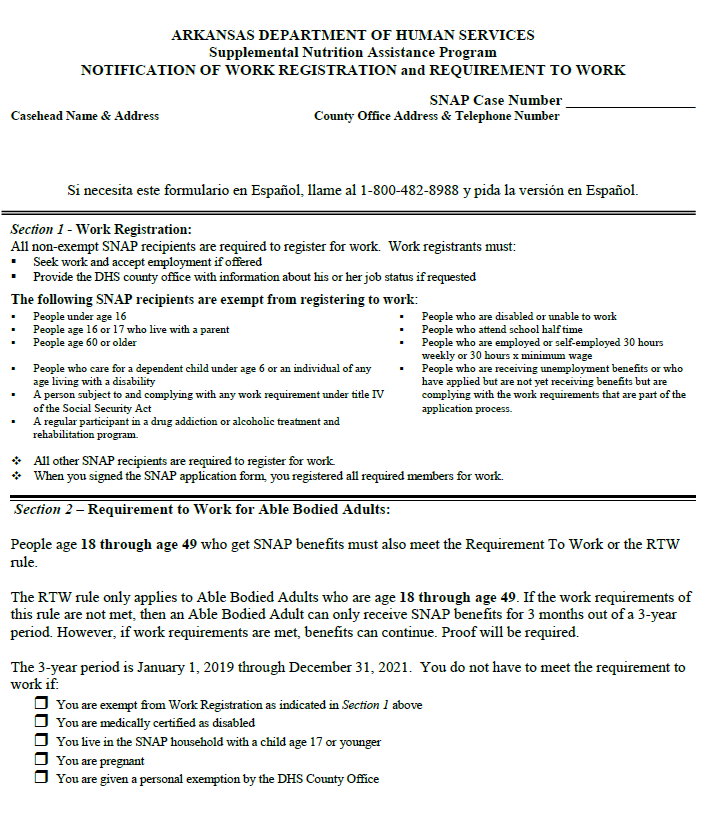 ARKANSAS DEPARTMENT OF HUMAN SERVICES
Supplemental Nutrition Assistance Program
NOTIFICATION OF WORK REGISTRATION and REQUIREMENT TO WORK
SNAP Case Number ___________________
Casehead Name & Address
County Office Address & Telephone Number
Si necesita este formulario en Español, llame al 1-800-482-8988 y pida la versión en Español.
Section 1 - Work Registration:
All non-exempt SNAP recipients are required to register for work.  Work registrants must:
▪ Seek work and accept employment if offered
▪ Provide the DHS county office with information about his or her job status if requested
The following SNAP recipients are exempt from registering to work:
▪ People under age 16
▪ People age 16 or 17 who live with a parent
▪ People age 60 or older
▪ People who care for a dependent child under age 6 or an individual of any
age living with a disability
▪ A person subject to and complying with any work requirement under title IV
of the Social Security Act
▪ A regular participant in a drug addiction or alcoholic treatment and
rehabilitation program.
▪ People who are disabled or unable to work
▪ People who attend school half time
▪ People who are employed or self-employed 30 hours
weekly or 30 hours x minimum wage
▪ People who are receiving unemployment benefits or who
have applied but are not yet receiving benefits but are
complying with the work requirements that are part of the
application process.
❖ All other SNAP recipients are required to register for work.
❖ When you signed the SNAP application form, you registered all required members for work.
Section 2 – Requirement to Work for Able Bodied Adults:
People age 18 through age 49 who get SNAP benefits must also meet the Requirement To Work or the RTW
rule.
The RTW rule only applies to Able Bodied Adults who are age 18 through age 49. If the work requirements of
this rule are not met, then an Able Bodied Adult can only receive SNAP benefits for 3 months out of a 3-year
period. However, if work requirements are met, benefits can continue. Proof will be required.
The 3-year period is January 1, 2019 through December 31, 2021.  You do not have to meet the requirement to
work if:
❒ You are exempt from Work Registration as indicated in Section 1 above
❒ You are medically certified as disabled
❒ You live in the SNAP household with a child age 17 or younger
❒ You are pregnant
❒ You are given a personal exemption by the DHS County Office